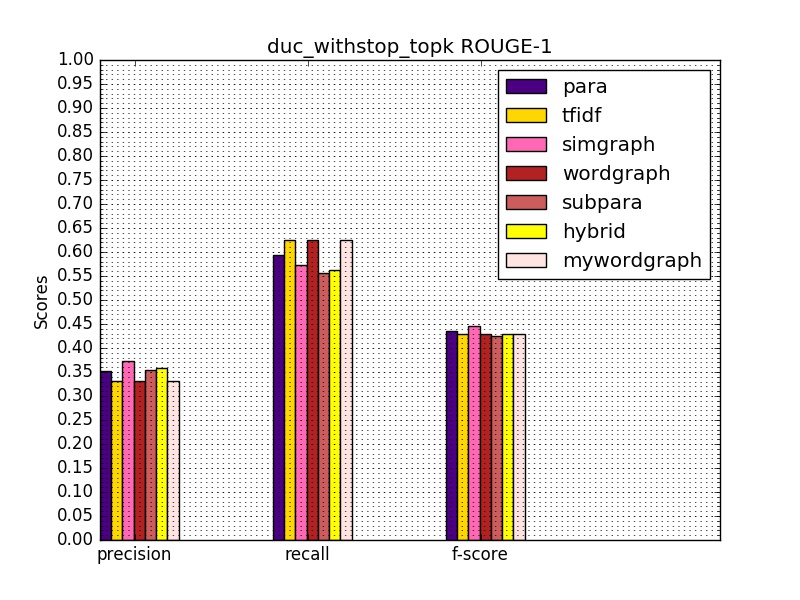 duc_withstop_topk ROUGE-1
1.00
0.95
0.90
0.85
0.80
0.75
0.70
0.65
0.60
0.55
0.50
0.45
0.40
0.35
0.30
0.25
0.20
0.15
0.10
0.05
0.00
Scores
para
tfidf
simgraph
wordgraph
subpara
hybrid
mywordgraph
precision
recall
f-score